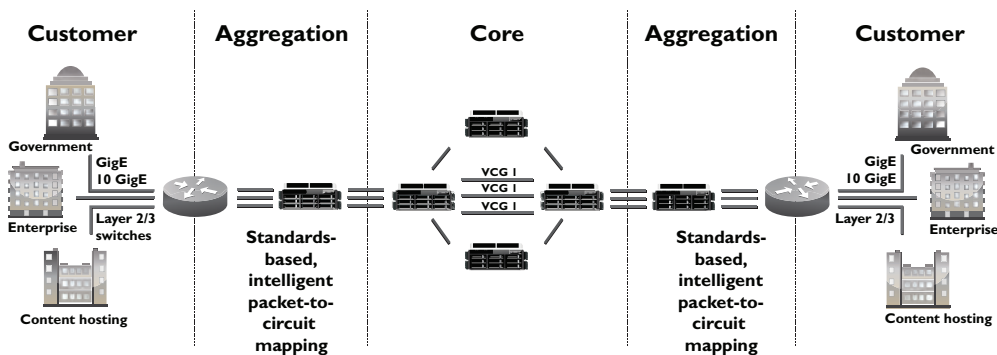 Customer
Aggregation
Core
Aggregation
Customer
Government
GigE
10 GigE
Enterprise
Layer 2/3
switches
Content hosting
Standards-
based,
intelligent
packet-to-
circuit
mapping
VCG 1
VCG 1
VCG 1
Standards-
based,
intelligent
packet-to-
circuit
mapping
Government
GigE
10 GigE
Layer 2/3
Enterprise
Content hosting